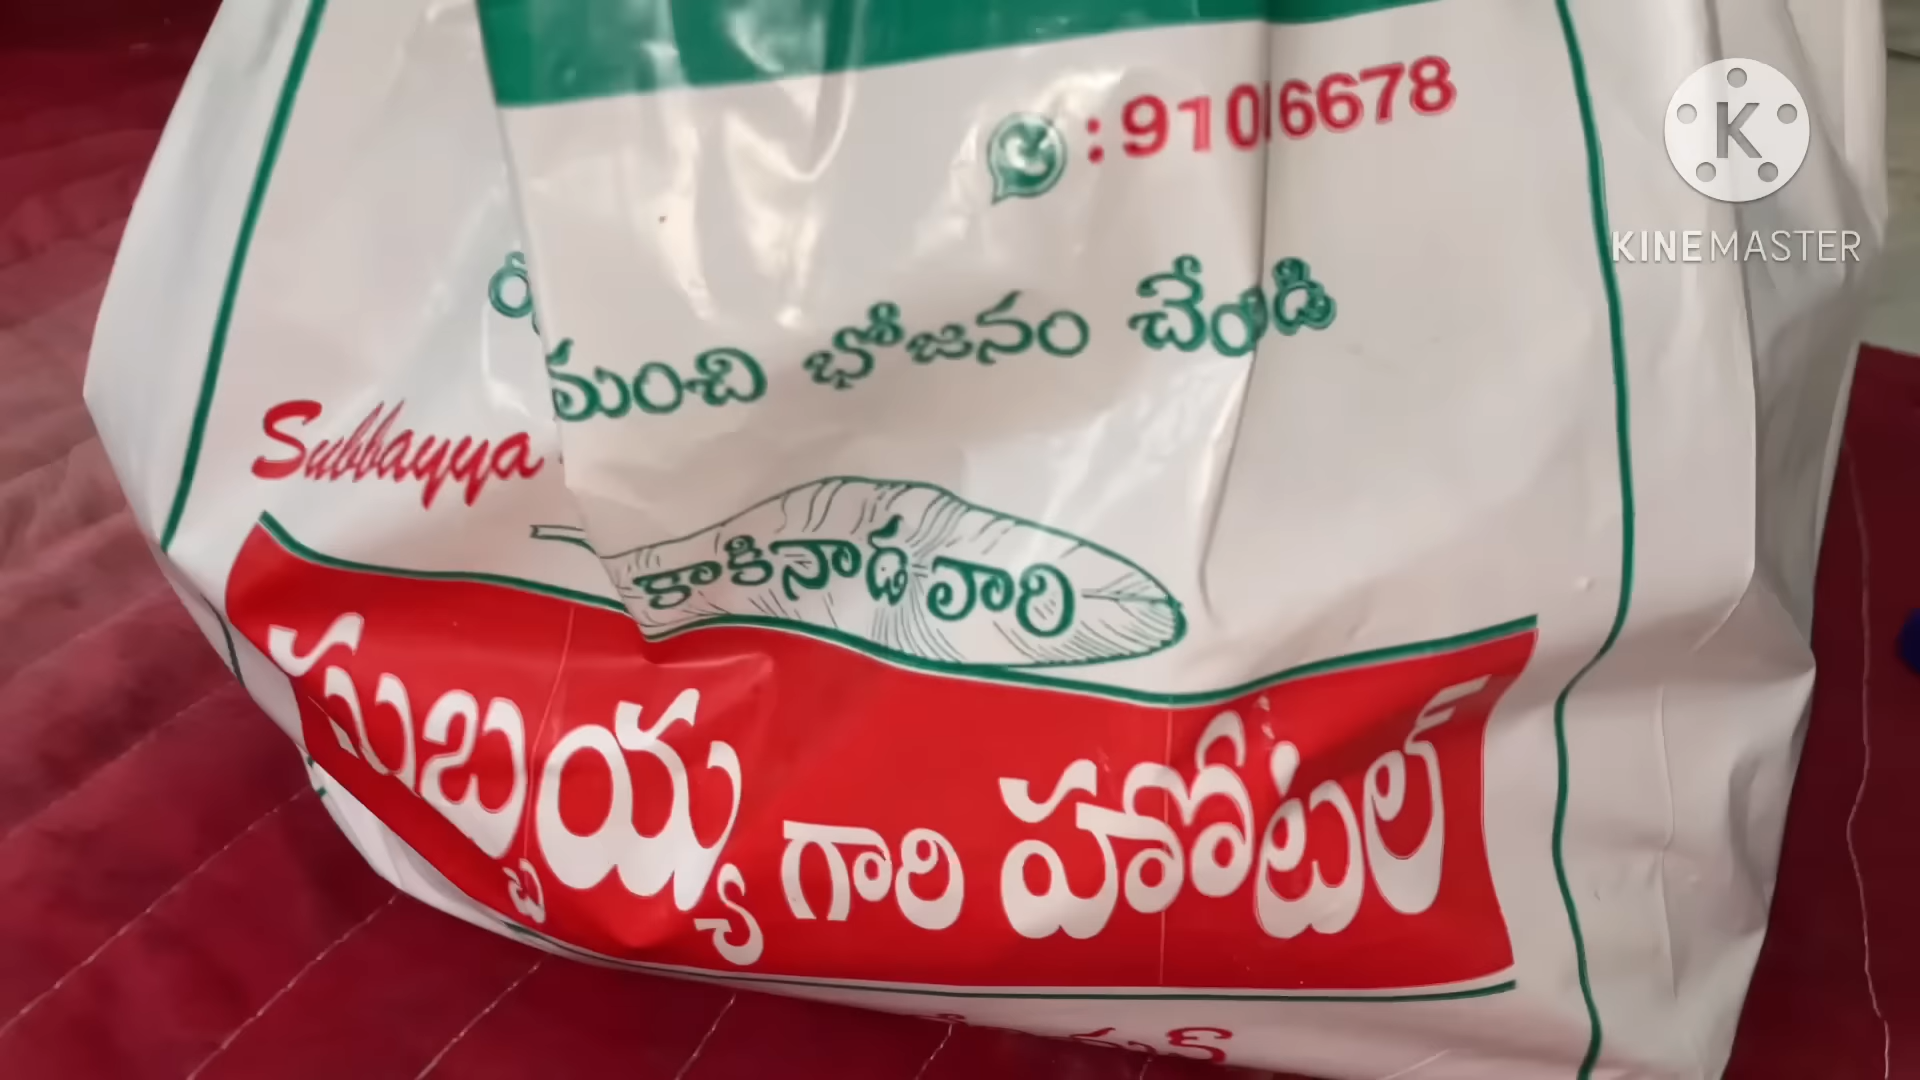 : 9106678
మంచి భోజనం చేయండి
Subbayya
కాకినాడ వారి
సుబ్బయ్య గారి హోటల్
K
KINEMASTER